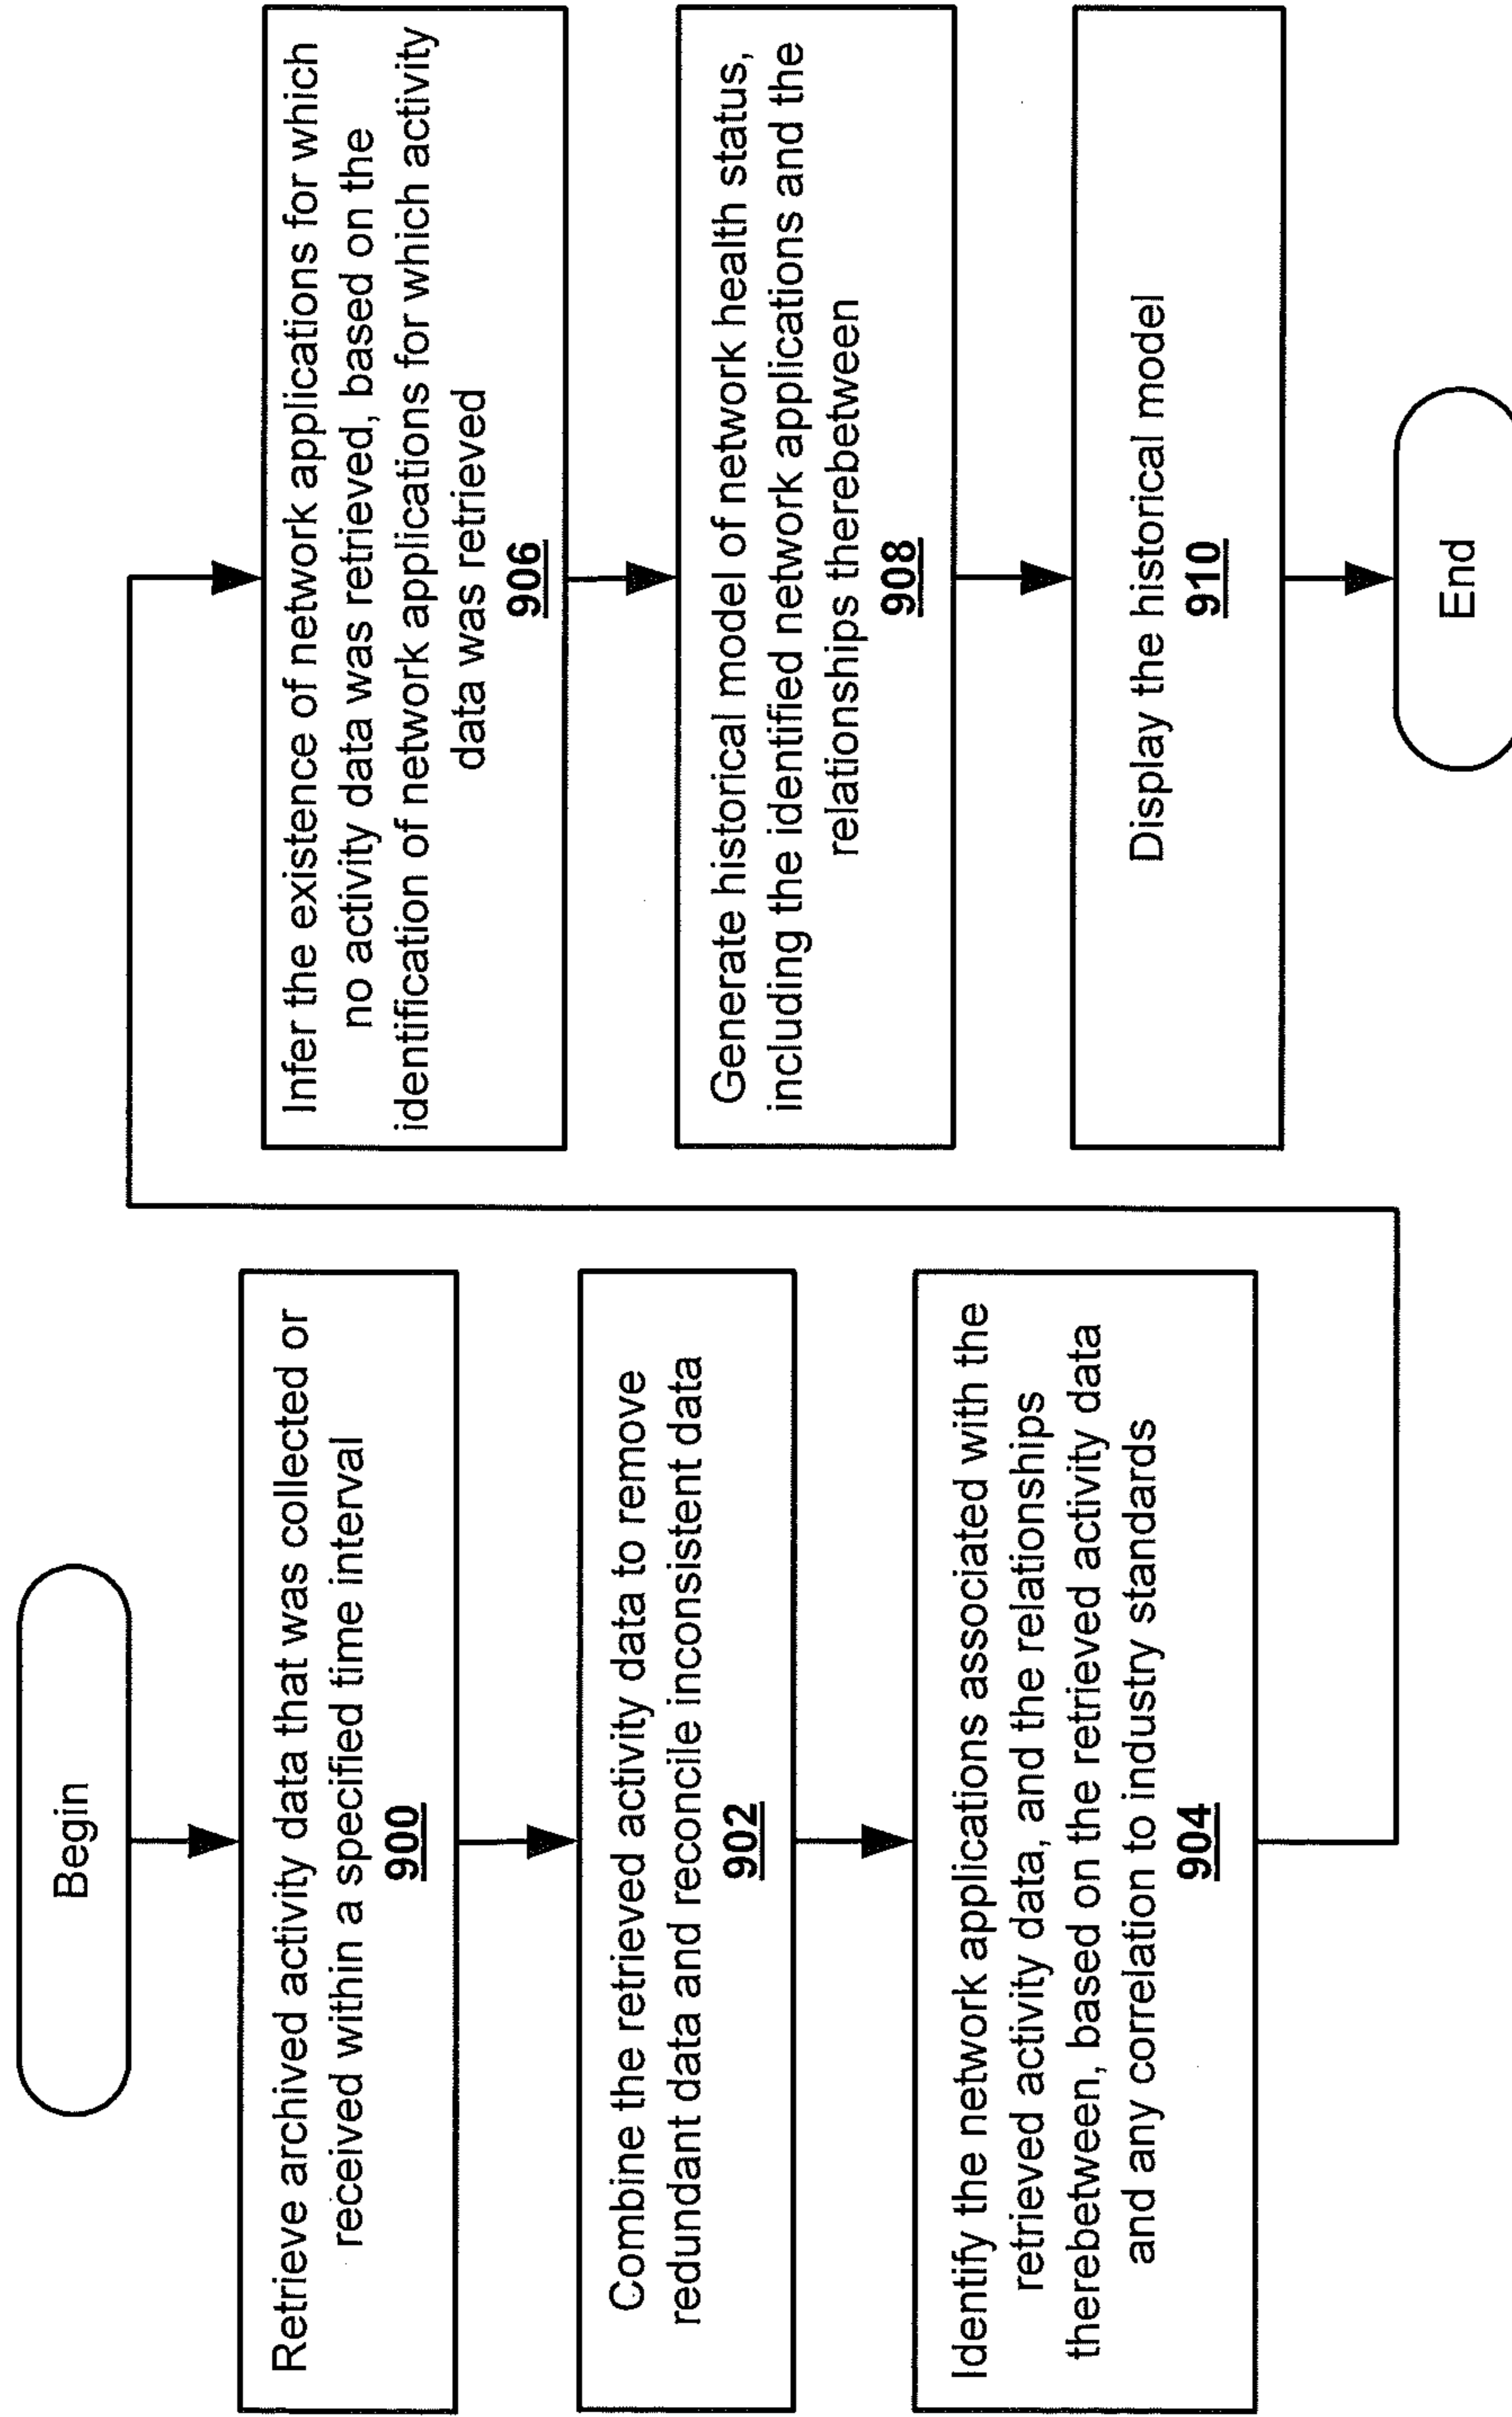 Begin
Retrieve archived activity data that was collected or
received within a specified time interval
900
Combine the retrieved activity data to remove
redundant data and reconcile inconsistent data
902
Identify the network applications associated with the
retrieved activity data, and the relationships
therebetween, based on the retrieved activity data
and any correlation to industry standards
904
Infer the existence of network applications for which
no activity data was retrieved, based on the
identification of network applications for which activity
data was retrieved
906
Generate historical model of network health status,
including the identified network applications and the
relationships therebetween
908
Display the historical model
910
End